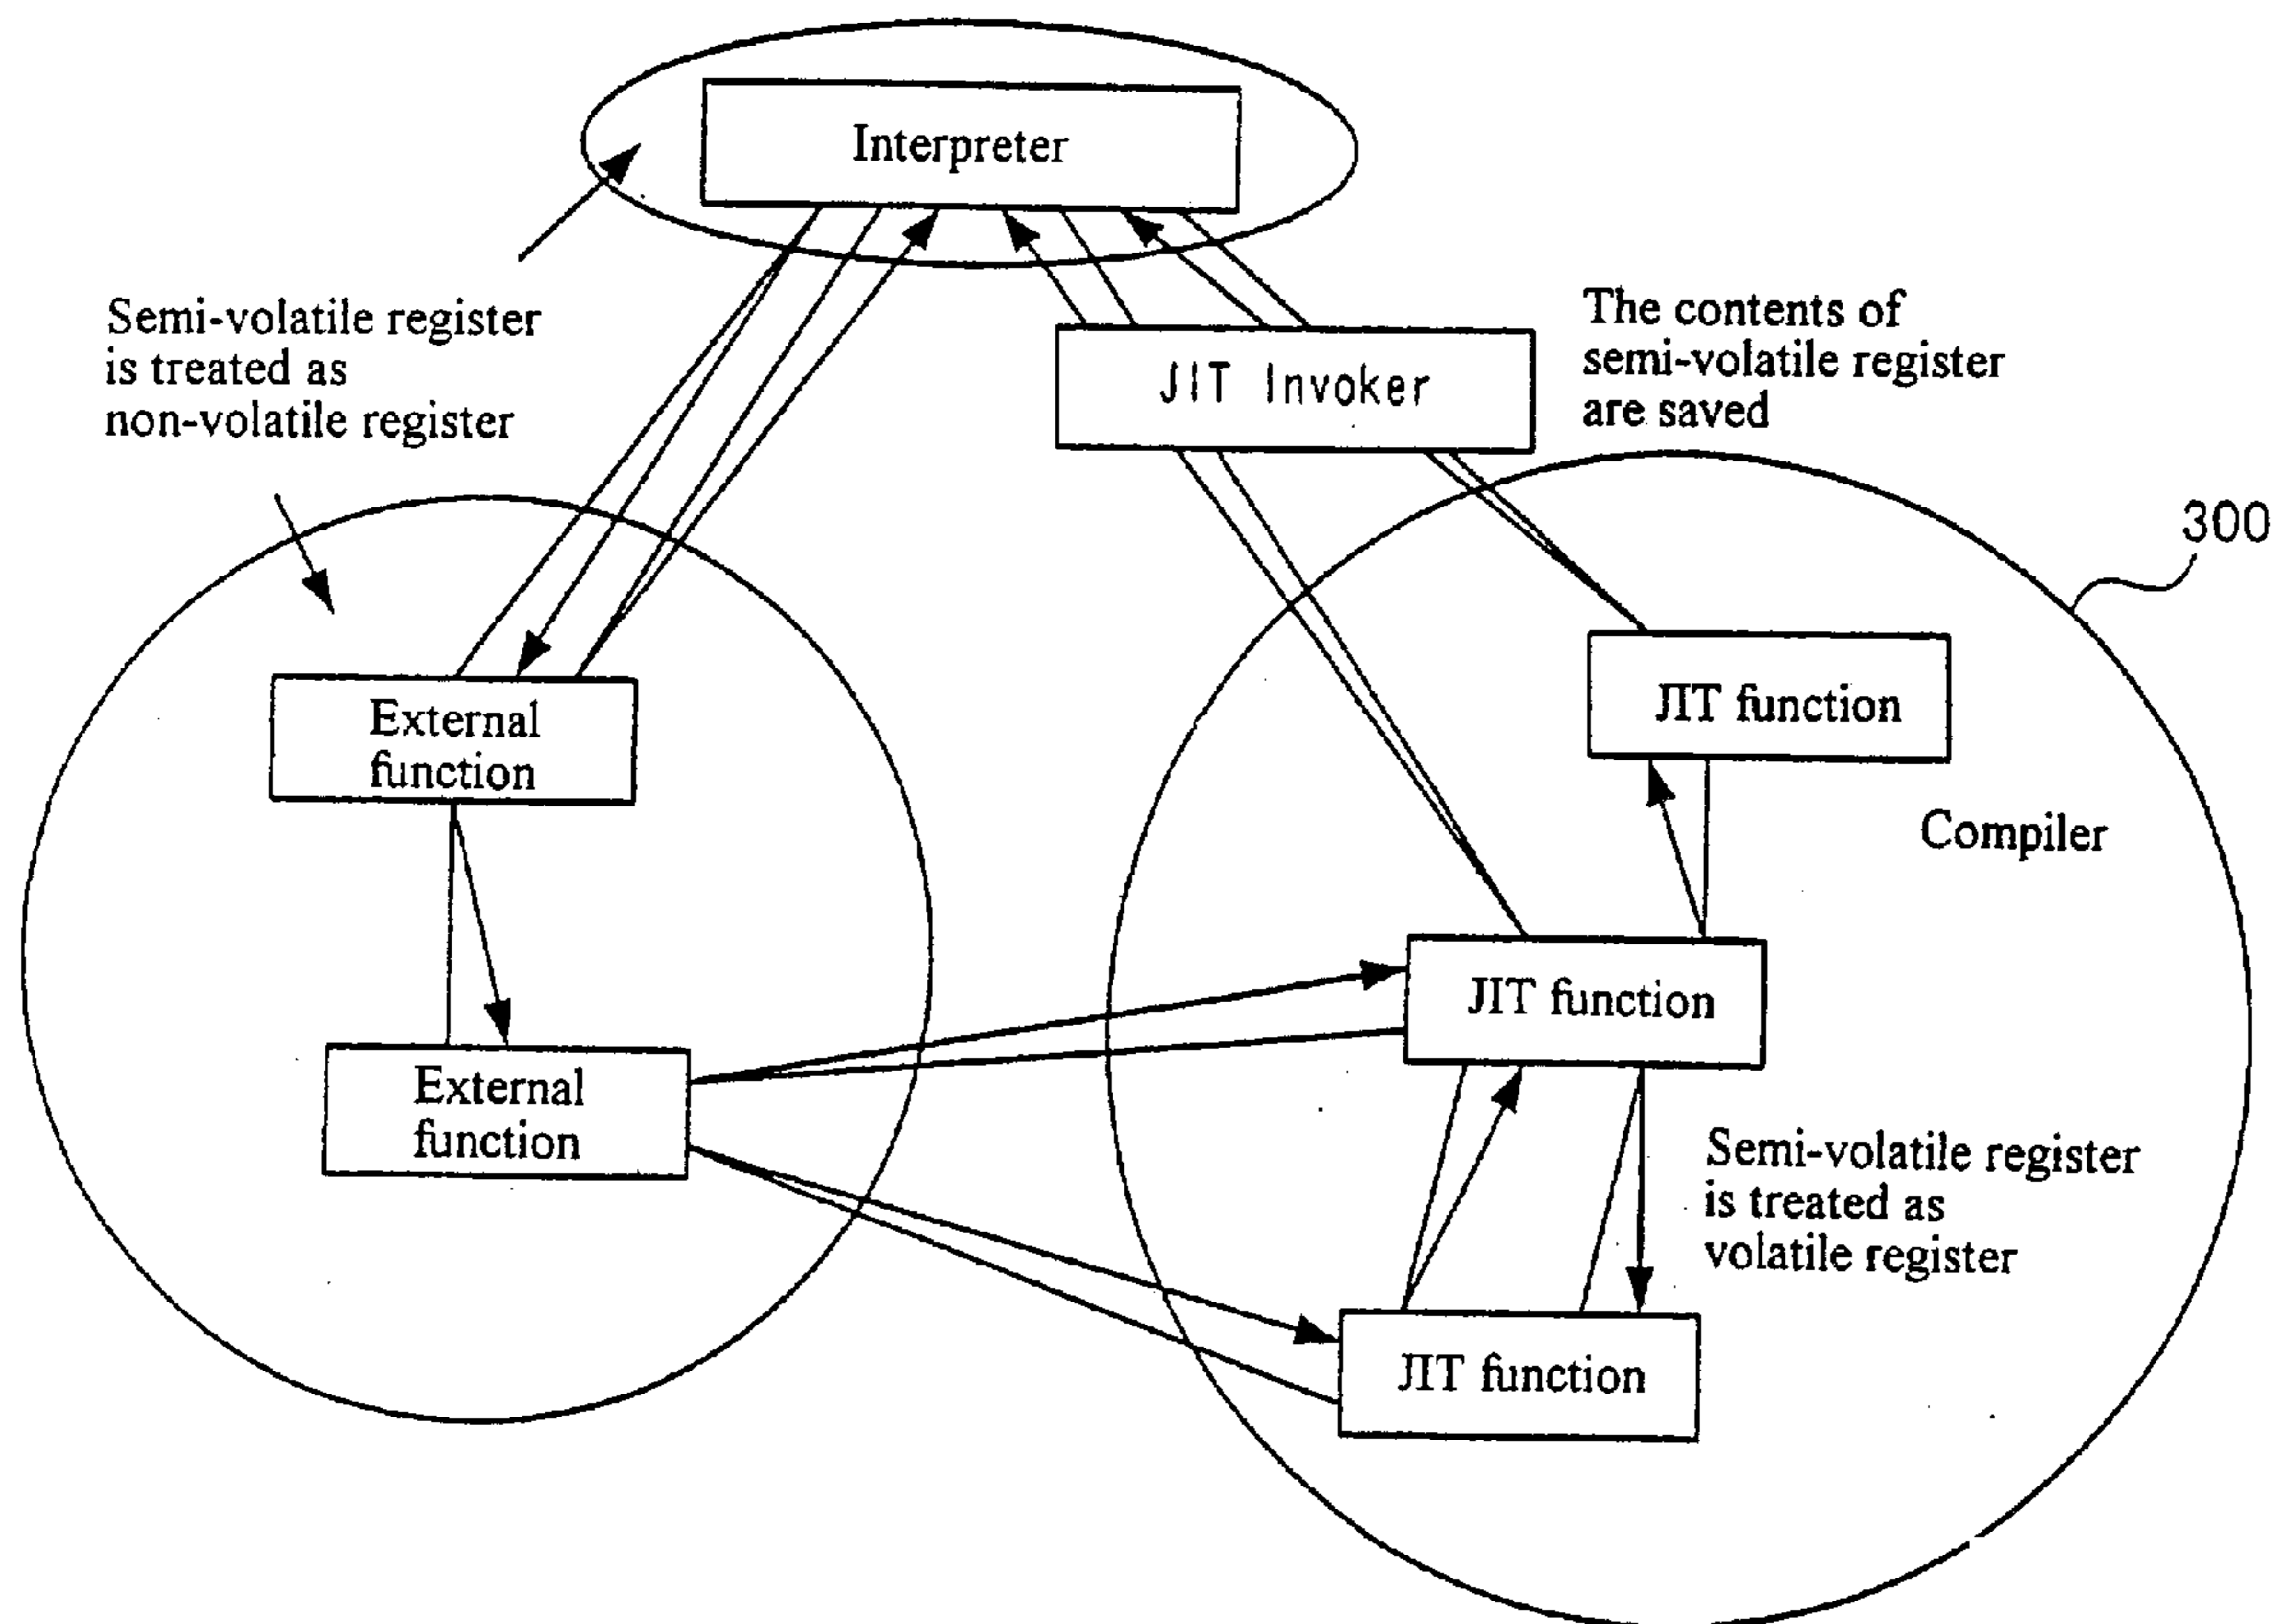 Interpreter
Semi-volatile register
is treated as
non-volatile register
JIT Invoker
The contents of
semi-volatile register
are saved
300
External
function
JIT function
Compiler
JIT function
External
function
Semi-volatile register
is treated as
volatile register
JIT function